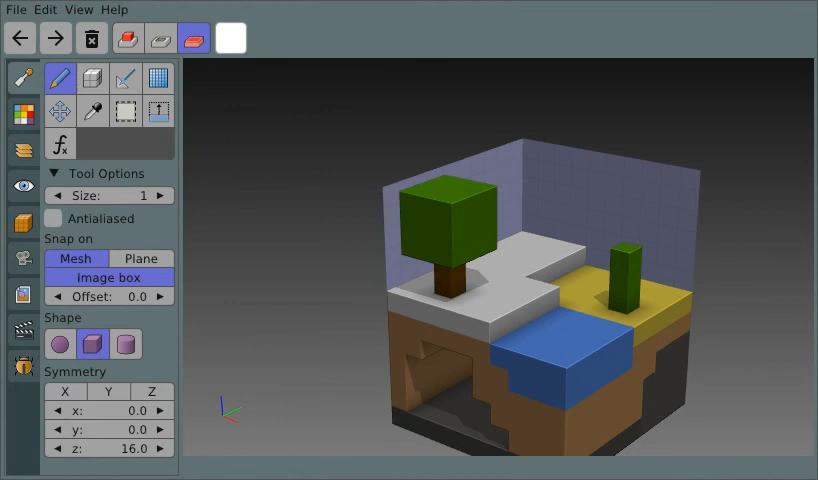 File Edit View Help
Tool Options
Size: 1
Antialiased
Snap on
Mesh Plane
Image box
Offset: 0.0
Shape
Symmetry
X Y Z
x: 0.0
y: 0.0
z: 16.0